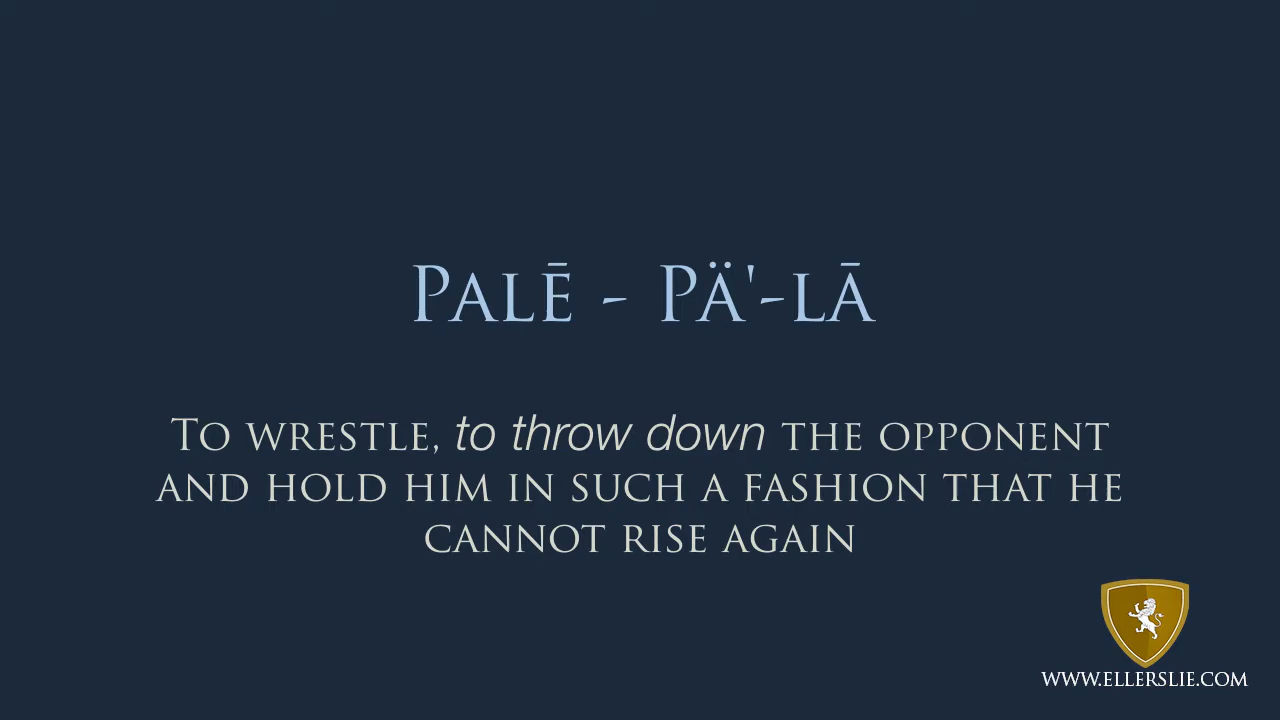 Palē - Pä'-lā
To wrestle, to throw down the opponent
and hold him in such a fashion that he
cannot rise again
www.ellerslie.com